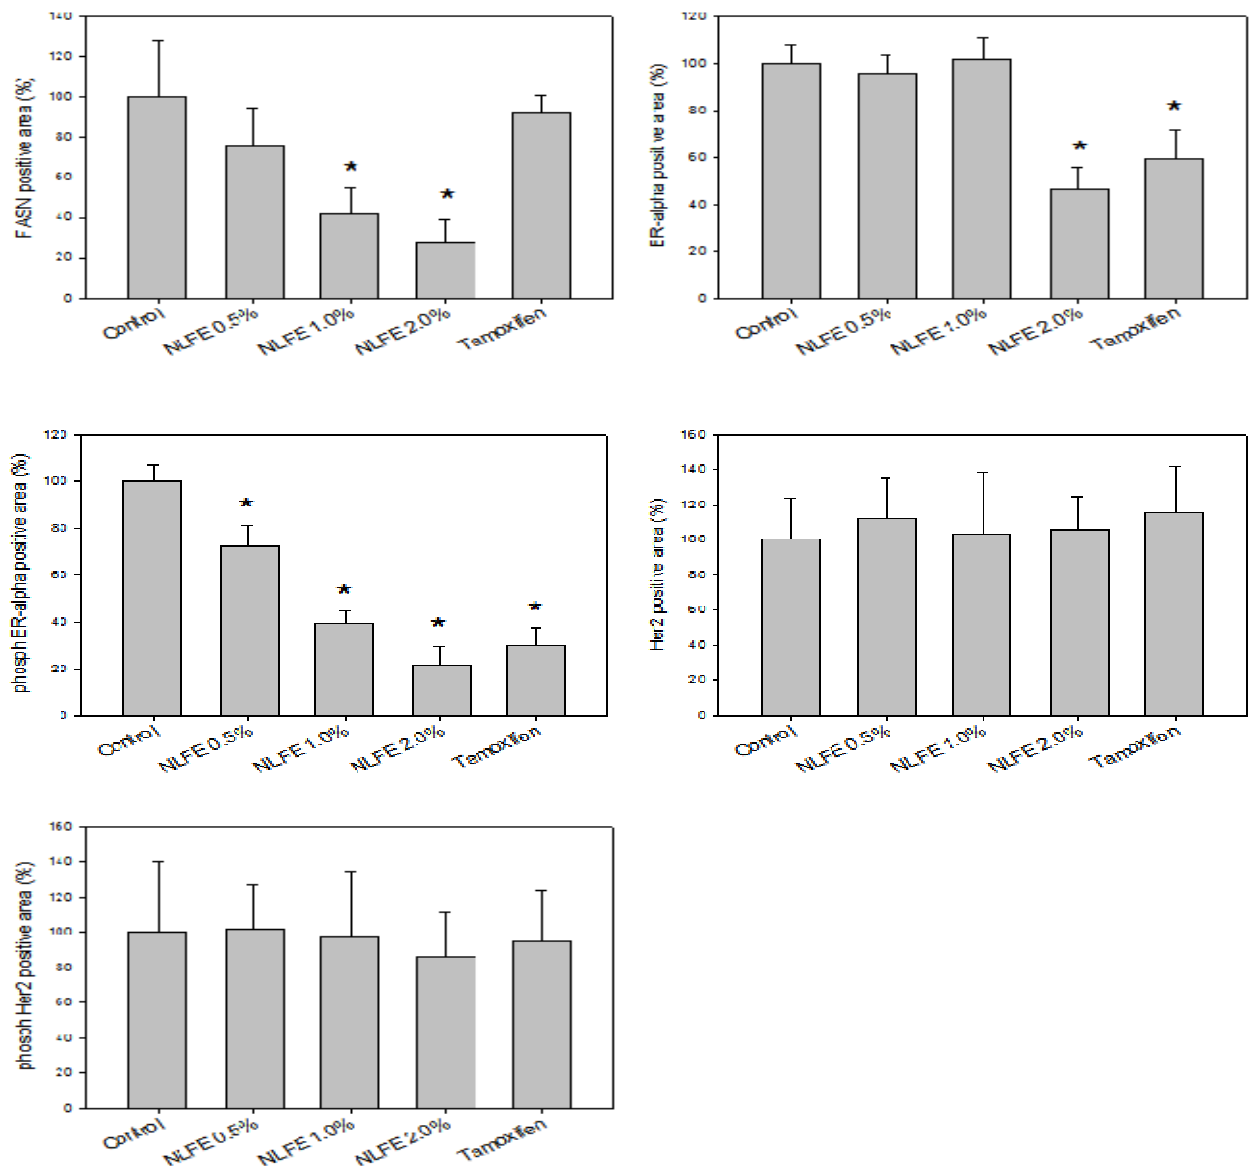 FASN positive area (%)
140
120
100
80
60
40
20
0
*
*
Control
NLFE 0.5%
NLFE 1.0%
NLFE 2.0%
Tamoxifen
ER-alpha positive area (%)
120
100
80
60
40
20
0
*
*
Control
NLFE 0.5%
NLFE 1.0%
NLFE 2.0%
Tamoxifen
phosph ER-alpha positive area (%)
120
100
80
60
40
20
0
*
*
*
*
Control
NLFE 0.5%
NLFE 1.0%
NLFE 2.0%
Tamoxifen
Her2 positive area (%)
160
140
120
100
80
60
40
20
0
Control
NLFE 0.5%
NLFE 1.0%
NLFE 2.0%
Tamoxifen
phosph Her2 positive area (%)
160
140
120
100
80
60
40
20
0
Control
NLFE 0.5%
NLFE 1.0%
NLFE 2.0%
Tamoxifen